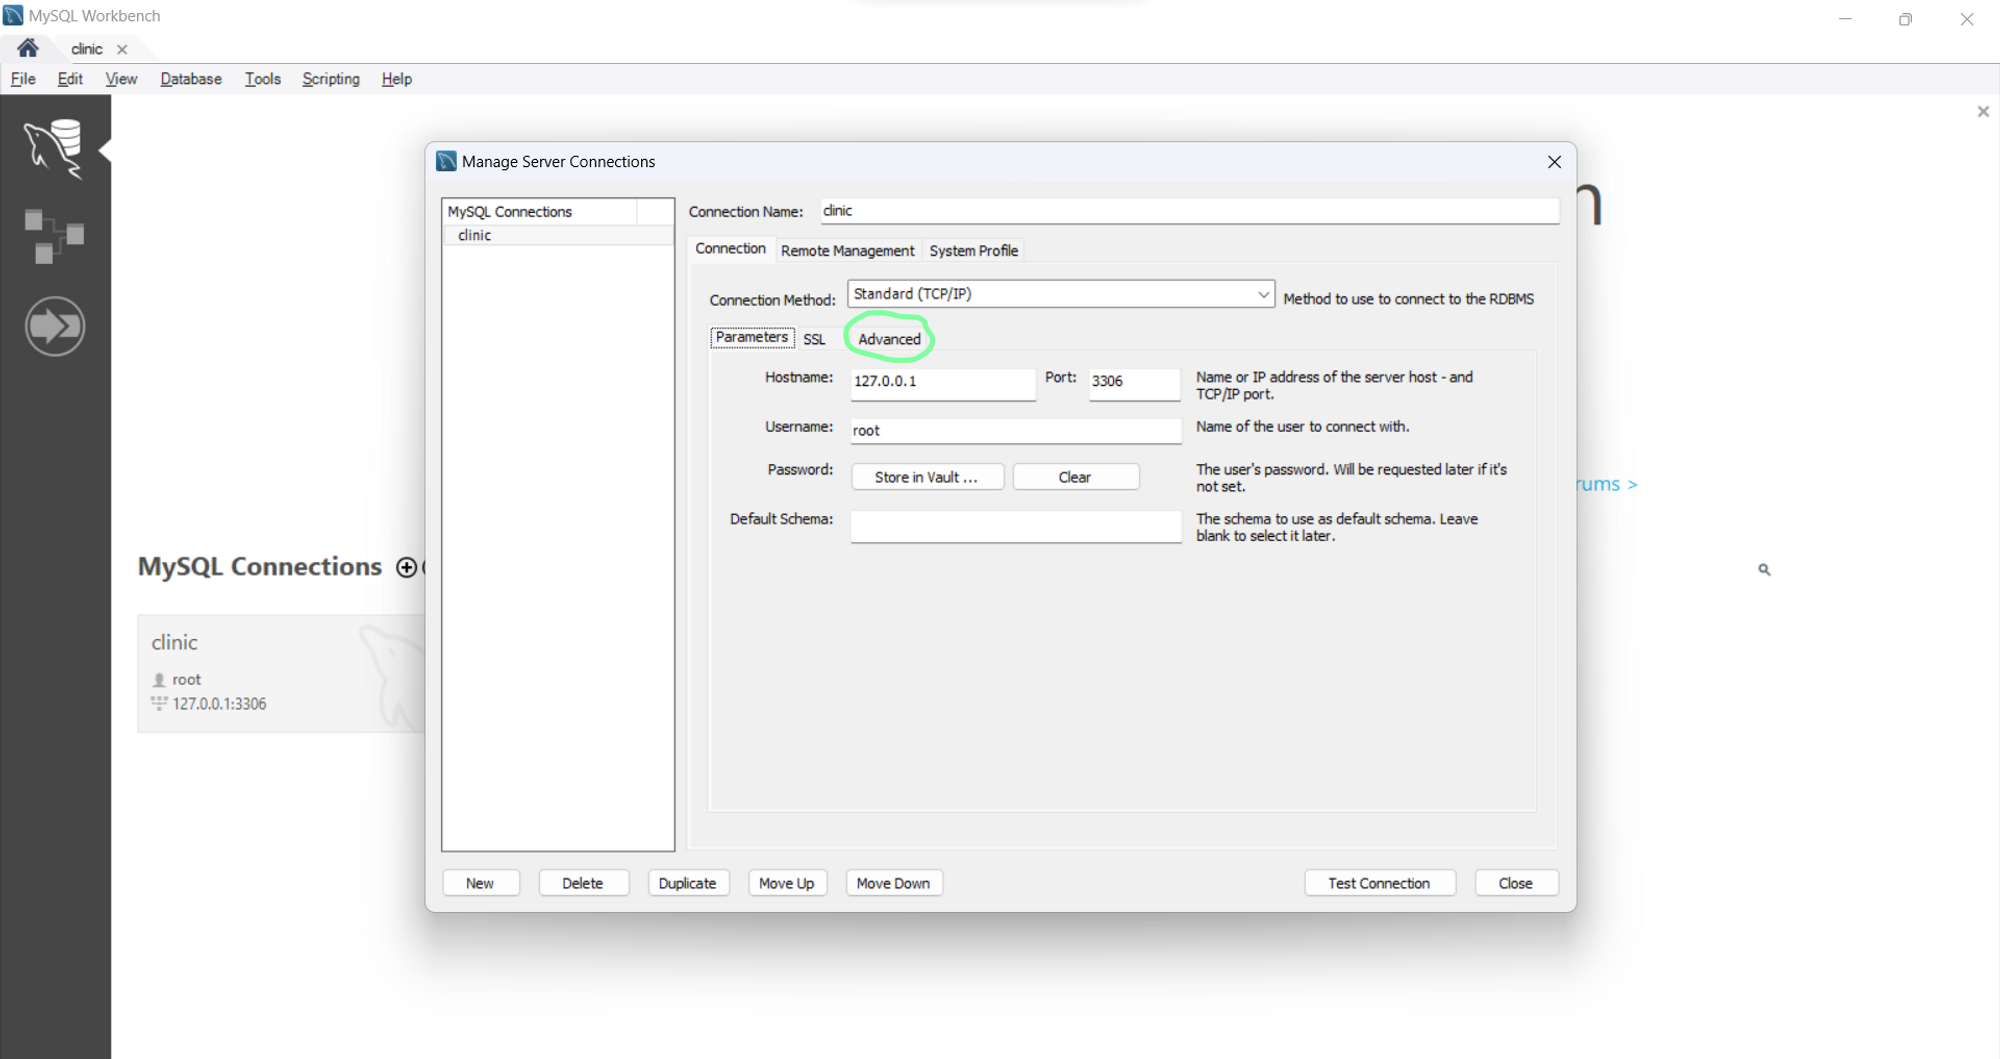 MySQL Workbench
clinic
File Edit View Database Tools Scripting Help
Manage Server Connections
MySQL Connections
clinic
Connection Name: clinic
Connection Remote Management System Profile
Connection Method: Standard (TCP/IP) Method to use to connect to the RDBMS
Parameters SSL Advanced
Hostname: 127.0.0.1 Port: 3306 Name or IP address of the server host - and
TCP/IP port.
Username: root Name of the user to connect with.
Password: Store in Vault ... Clear The user's password. Will be requested later if it's
not set.
Default Schema: The schema to use as default schema. Leave
blank to select it later.
New Delete Duplicate Move Up Move Down Test Connection Close
n
rums >
MySQL Connections
clinic
root
127.0.0.1:3306